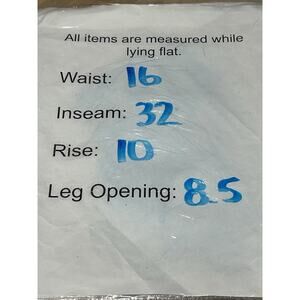 All items are measured while
lying flat.
Waist: 16
Inseam: 32
Rise: 10
Leg Opening: 8.5